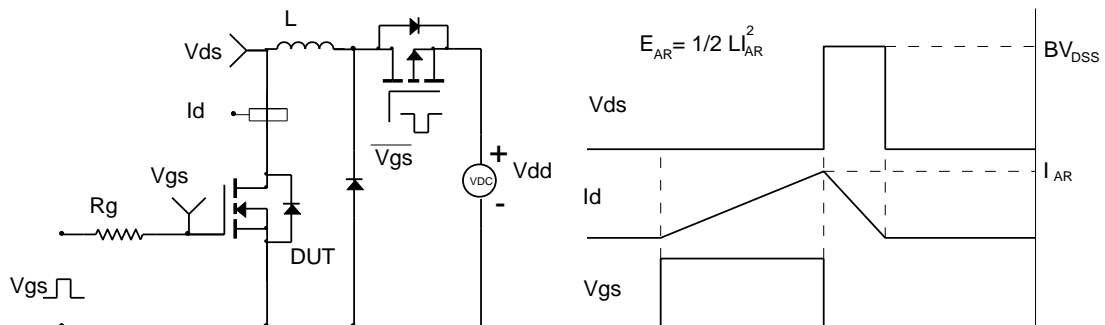 L
Vds
Id
Vgs
Vgs
Rg
DUT
Vgs
+
VDC
Vdd
-
E_AR = 1/2 LI_AR^2
BV_DSS
Vds
I_AR
Id
Vgs